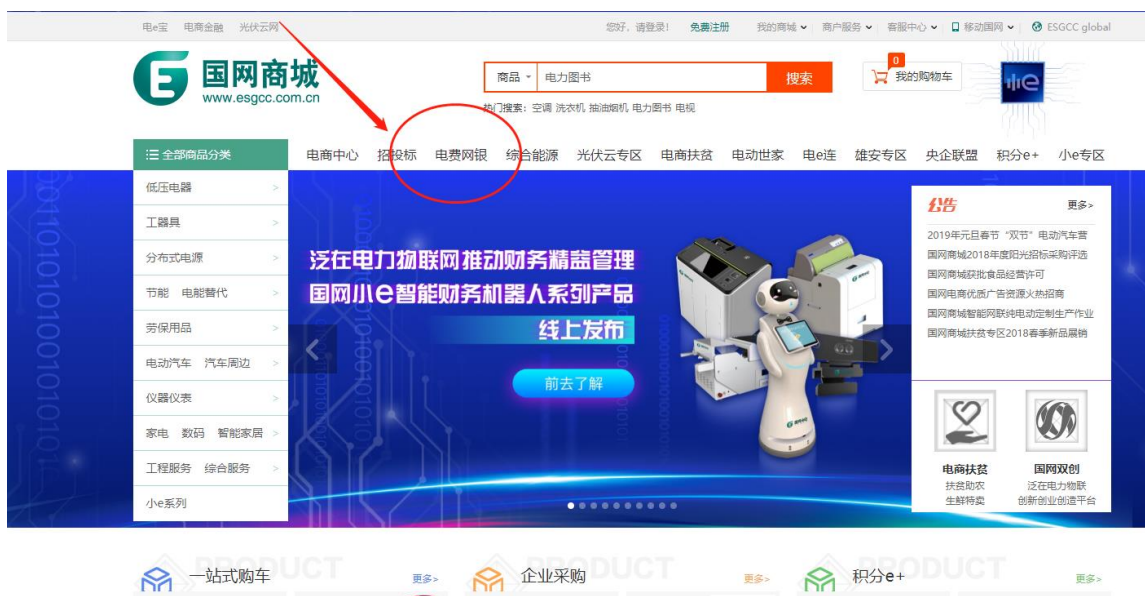 电e宝 电商金融 光伏云网 您好，请登录！ 免费注册 我的商城 商户服务 客服中心 移动国网 ESGCC global
国网商城
www.esgcc.com.cn
商品 电力图书 搜索
0
我的购物车
小e
热门搜索：空调 洗衣机 抽油烟机 电力图书 电视
全部商品分类 电商中心 招投标 电费网银 综合能源 光伏云专区 电商扶贫 电动世家 电e连 雄安专区 央企联盟 积分e+ 小e专区
低压电器 >
工器具 >
分布式电源 >
节能 电能替代 >
劳保用品 >
电动汽车 汽车周边 >
仪器仪表 >
家电 数码 智能家居 >
工程服务 综合服务 >
小e系列
泛在电力物联网推动财务精益管理
国网小e智能财务机器人系列产品
线上发布
前去了解
公告 更多>
2019年元旦春节“双节”电动汽车营
国网商城2018年度阳光招标采购评选
国网商城获批食品经营许可
国网电商优质广告资源火热招商
国网商城智能网联纯电动定制生产作业
国网商城扶贫专区2018春季新品展销
电商扶贫
扶贫助农
生鲜特卖
国网双创
泛在电力物联
创新创业创造平台
PRODUCT
一站式购车 更多>
PRODUCT
企业采购 更多>
PRODUCT
积分e+ 更多>